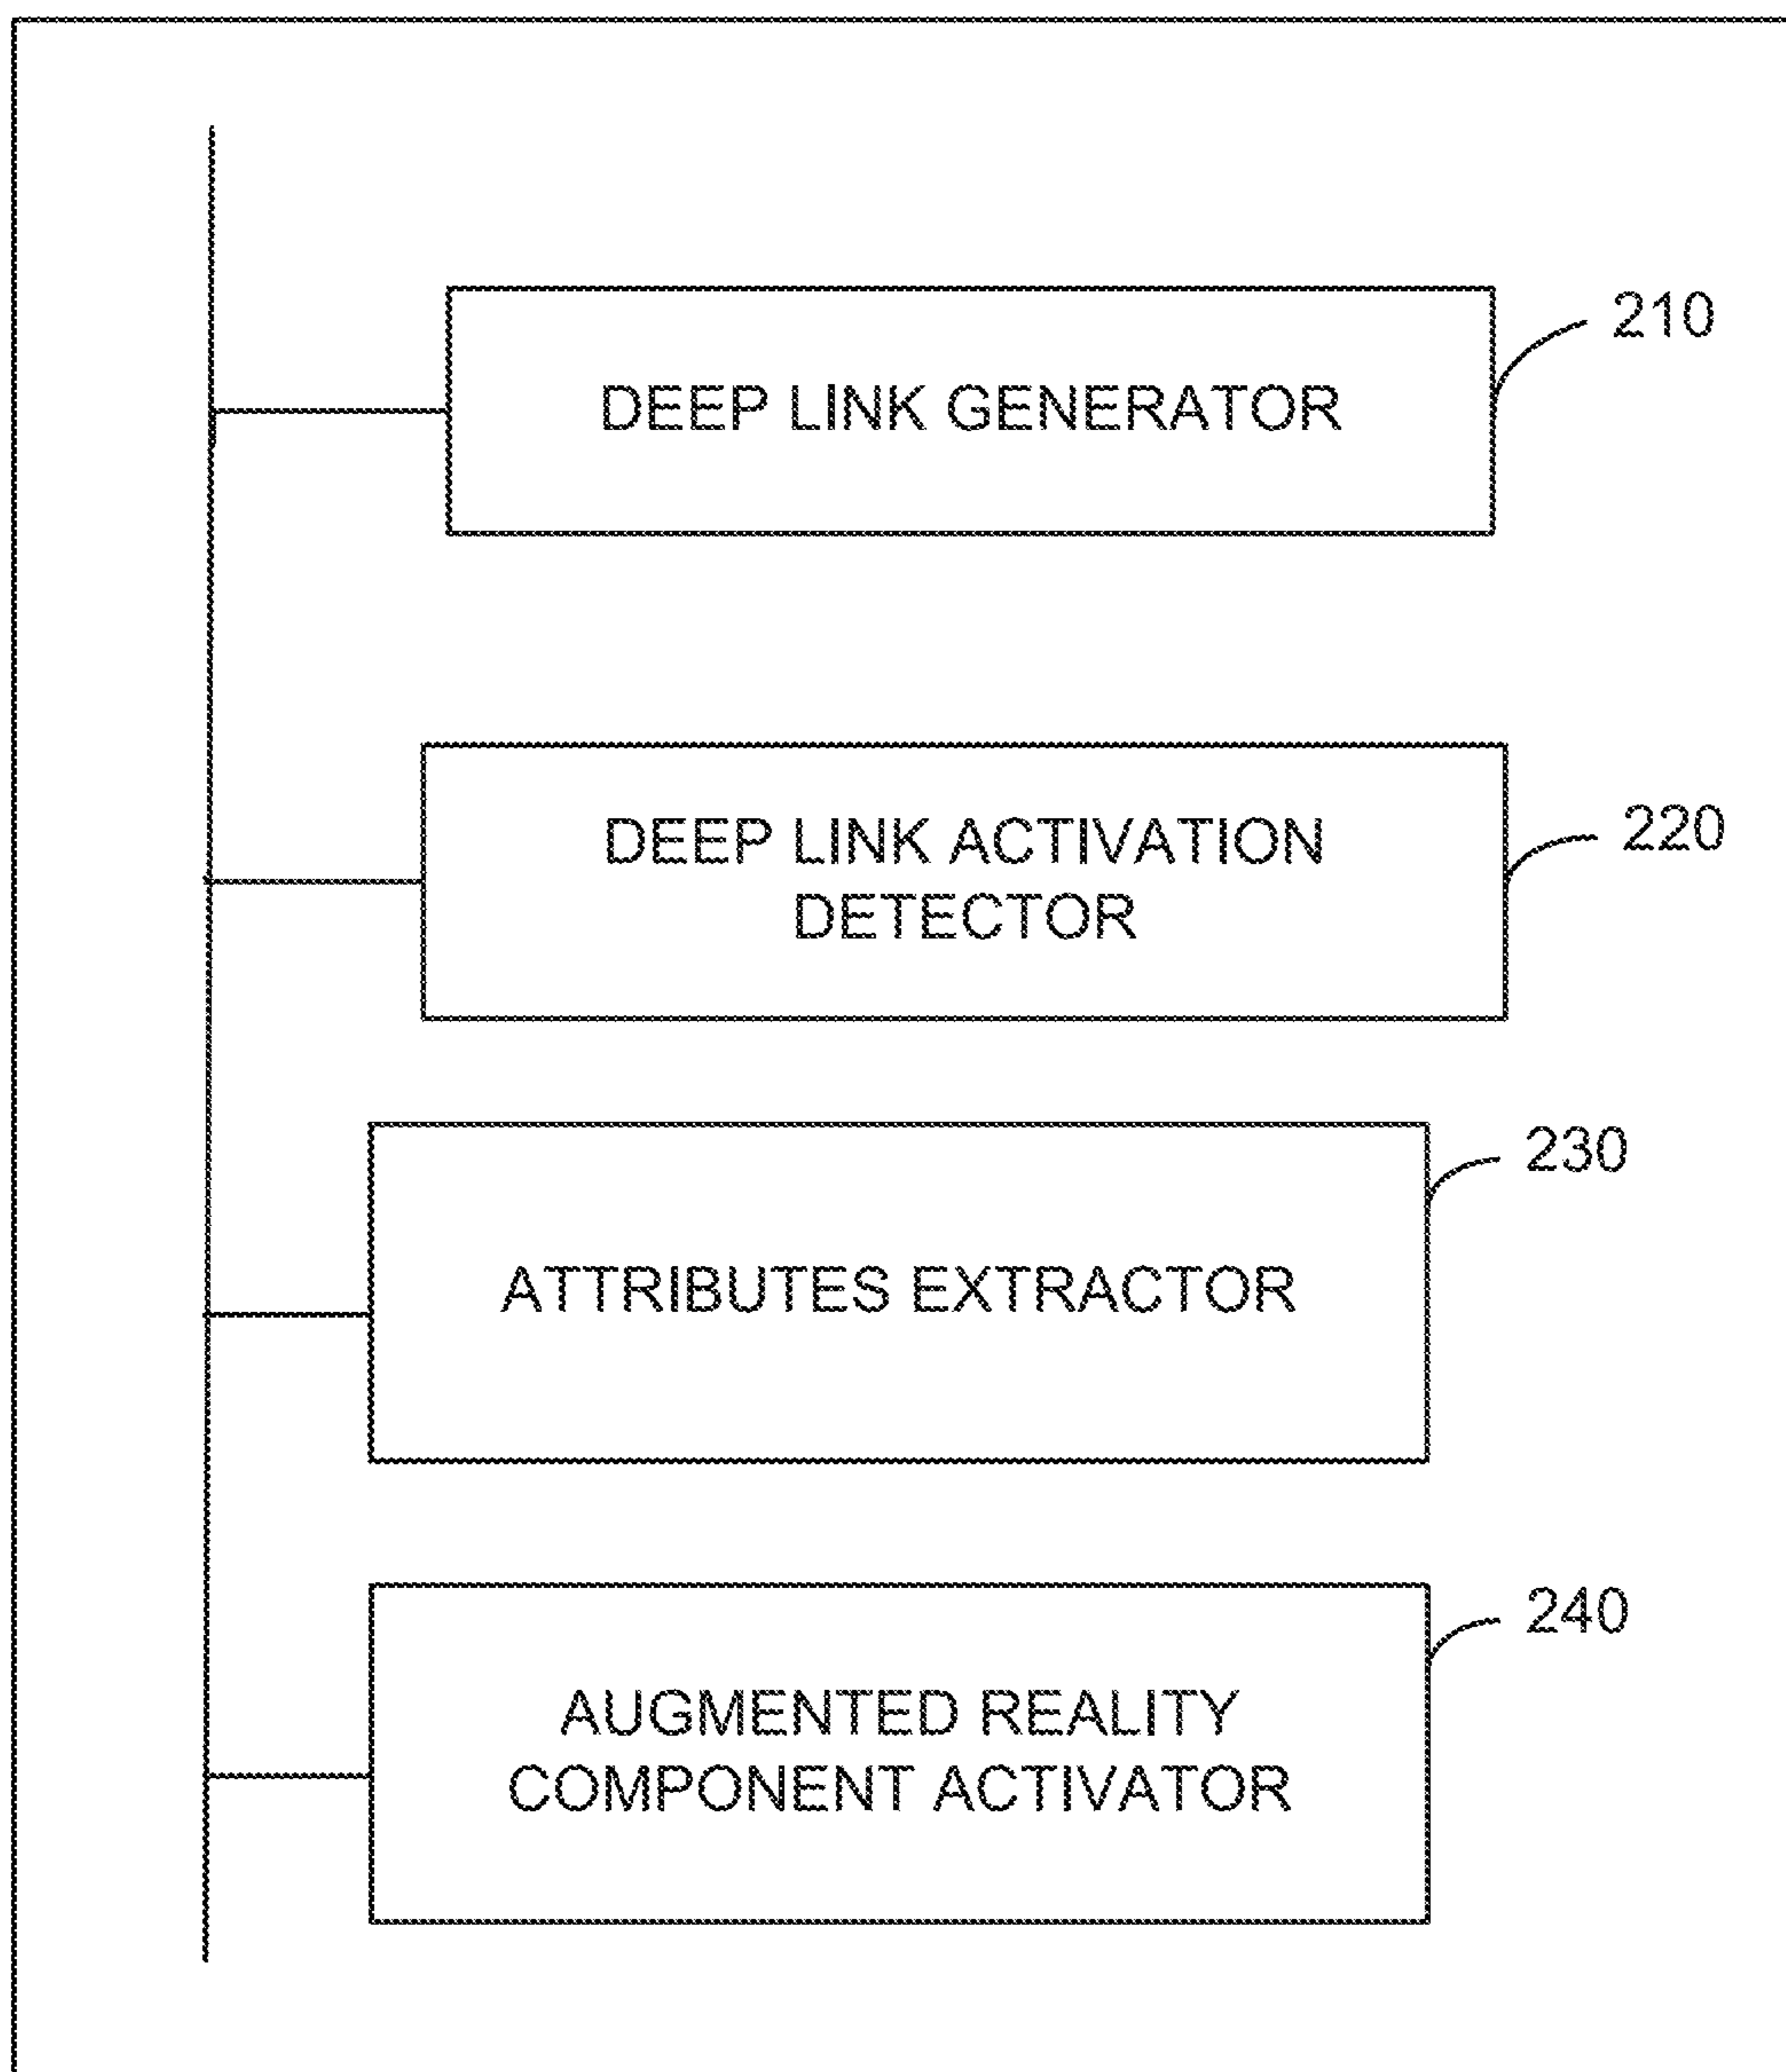 210
DEEP LINK GENERATOR
220
DEEP LINK ACTIVATION
DETECTOR
230
ATTRIBUTES EXTRACTOR
240
AUGMENTED REALITY
COMPONENT ACTIVATOR